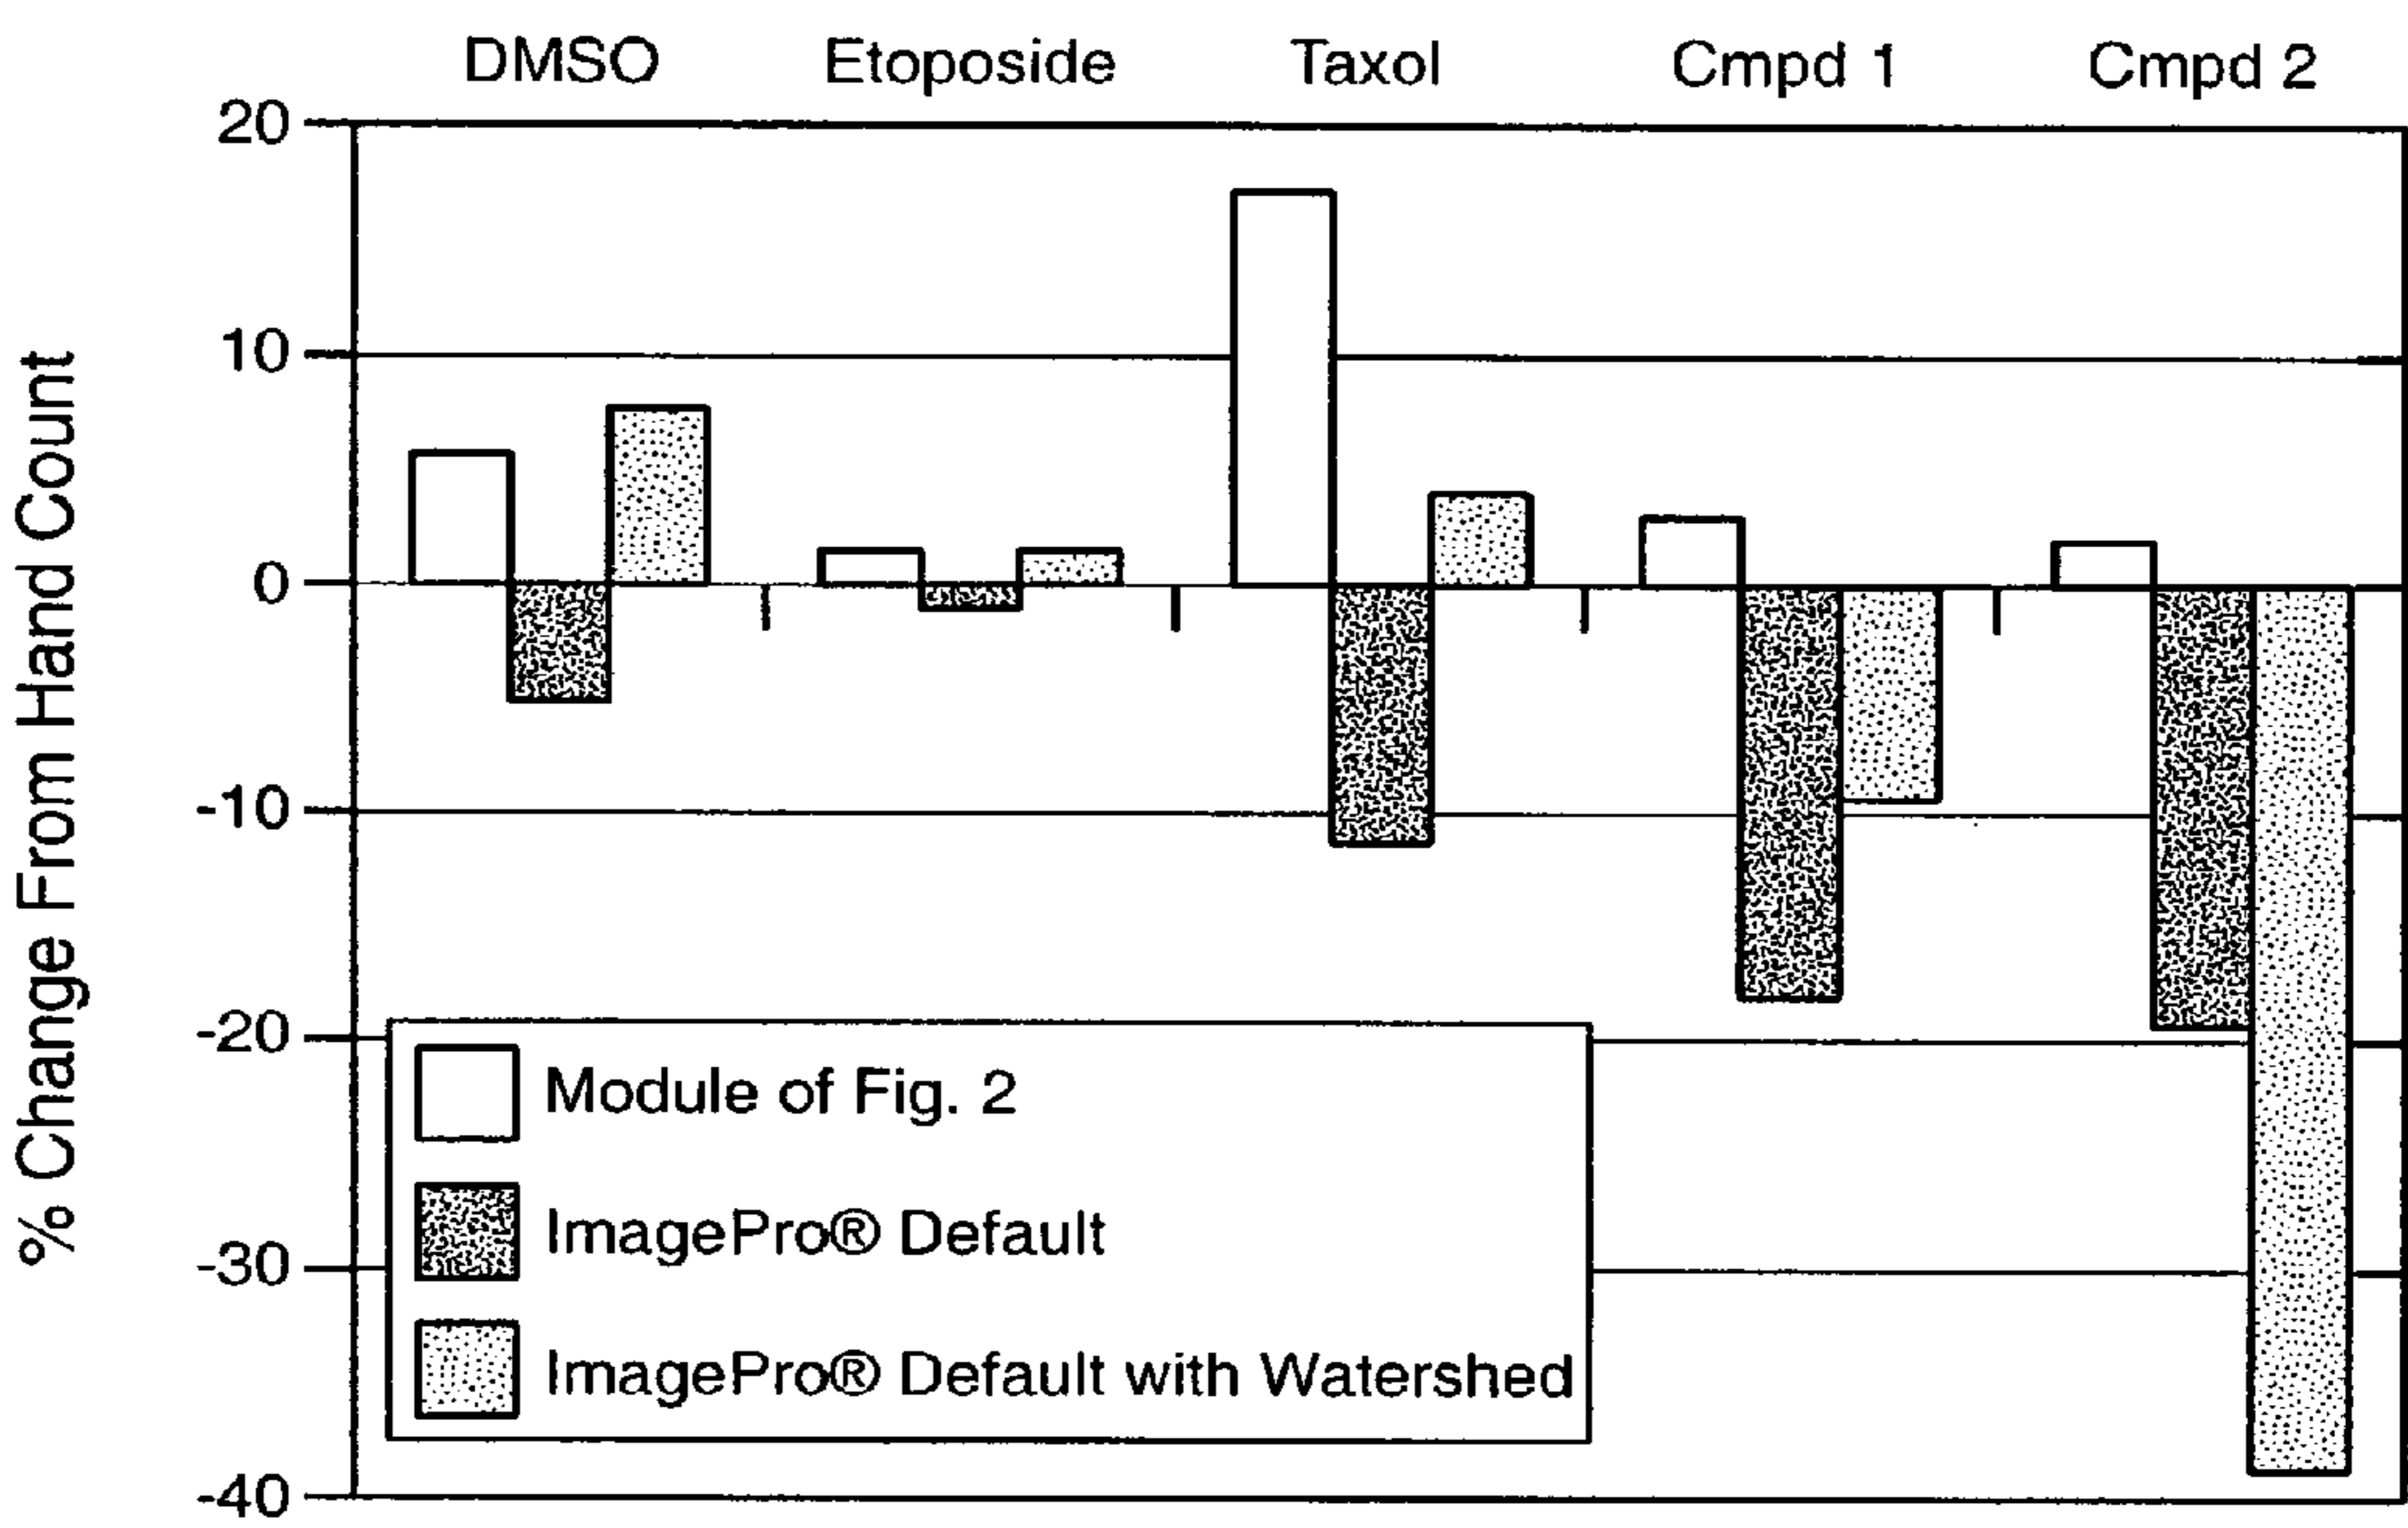 DMSO Etoposide Taxol Cmpd 1 Cmpd 2
20
10
0
-10
-20
-30
-40
% Change From Hand Count
Module of Fig. 2
ImagePro® Default
ImagePro® Default with Watershed